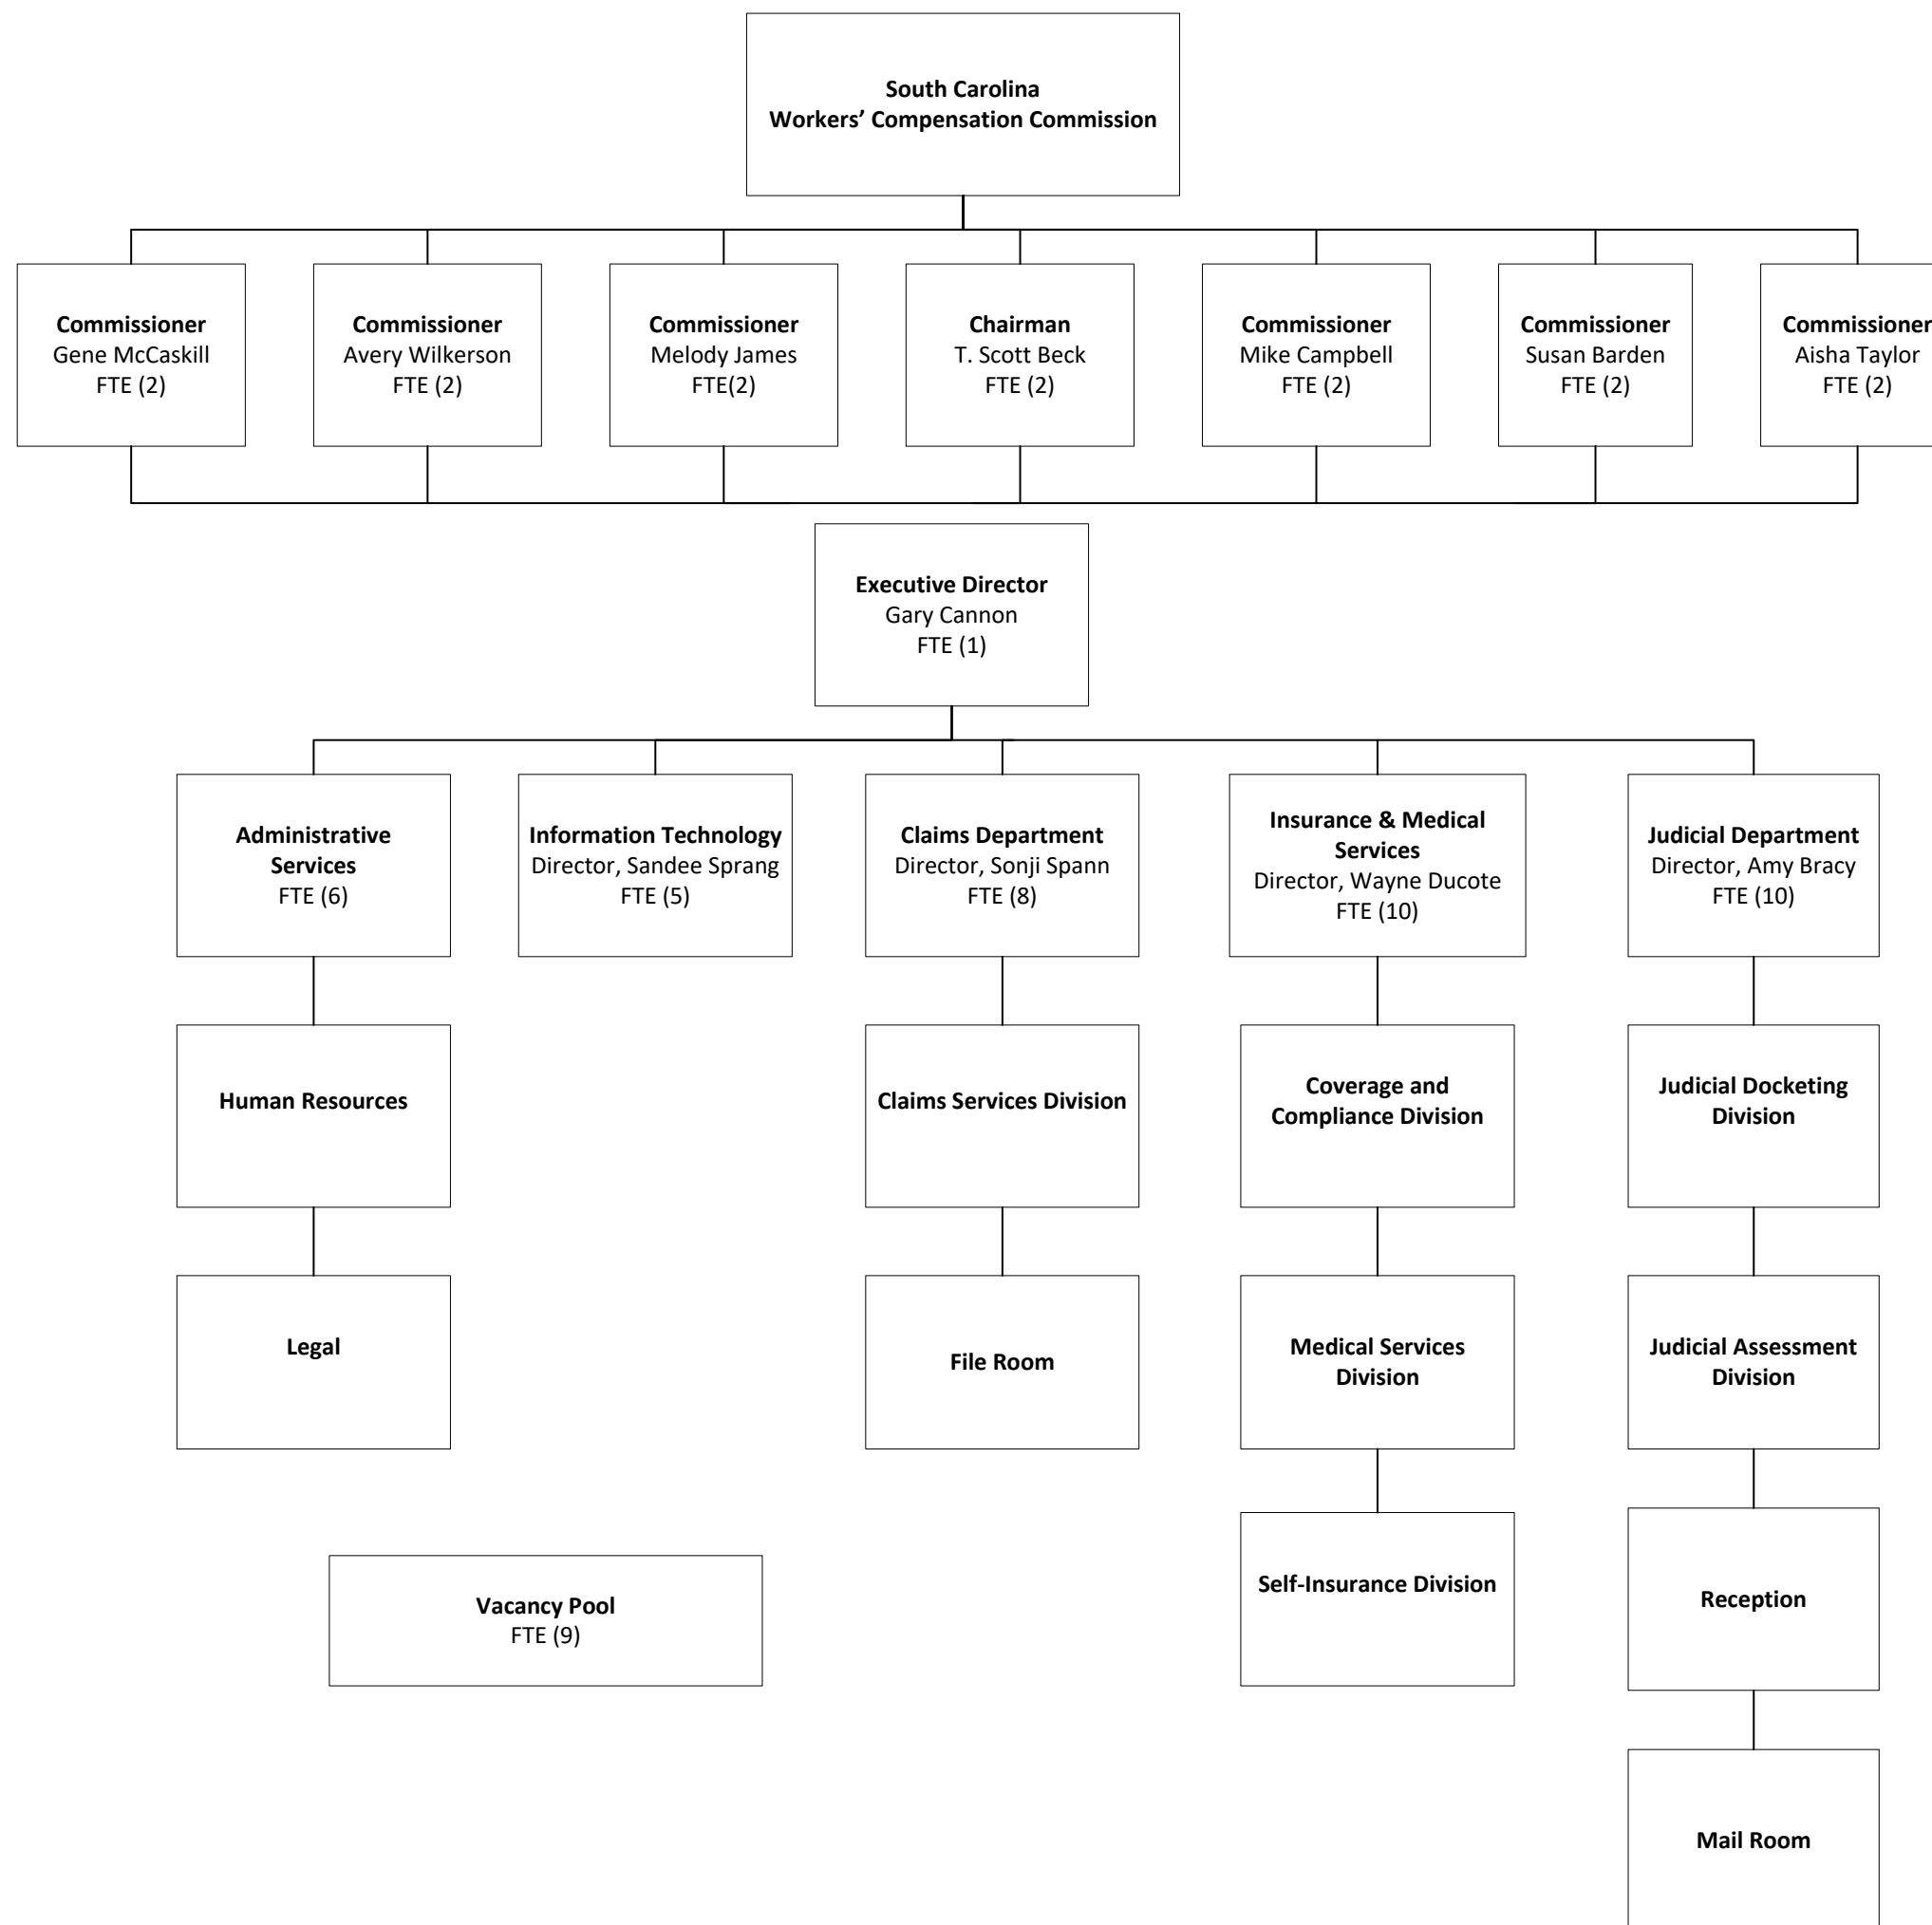 South Carolina
Workers’ Compensation Commission
Commissioner
Gene McCaskill
FTE (2)
Commissioner
Avery Wilkerson
FTE (2)
Commissioner
Melody James
FTE(2)
Chairman
T. Scott Beck
FTE (2)
Commissioner
Mike Campbell
FTE (2)
Commissioner
Susan Barden
FTE (2)
Commissioner
Aisha Taylor
FTE (2)
Executive Director
Gary Cannon
FTE (1)
Administrative
Services
FTE (6)
Information Technology
Director, Sandee Sprang
FTE (5)
Claims Department
Director, Sonji Spann
FTE (8)
Insurance & Medical
Services
Director, Wayne Ducote
FTE (10)
Judicial Department
Director, Amy Bracy
FTE (10)
Human Resources
Claims Services Division
Coverage and
Compliance Division
Judicial Docketing
Division
Legal
File Room
Medical Services
Division
Judicial Assessment
Division
Vacancy Pool
FTE (9)
Self-Insurance Division
Reception
Mail Room